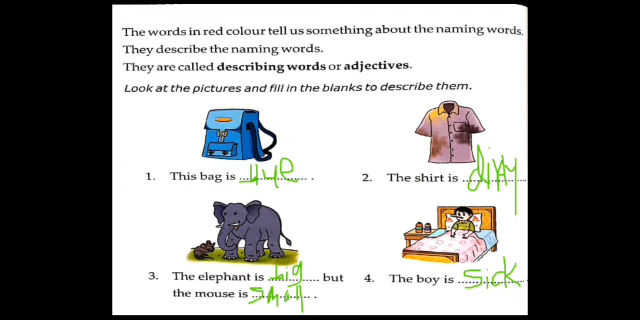 The words in red colour tell us something about the naming words.
They describe the naming words.
They are called describing words or adjectives.
Look at the pictures and fill in the blanks to describe them.
1. This bag is .............. .
2. The shirt is dirty
3. The elephant is big ...... but
the mouse is small .
4. The boy is sick